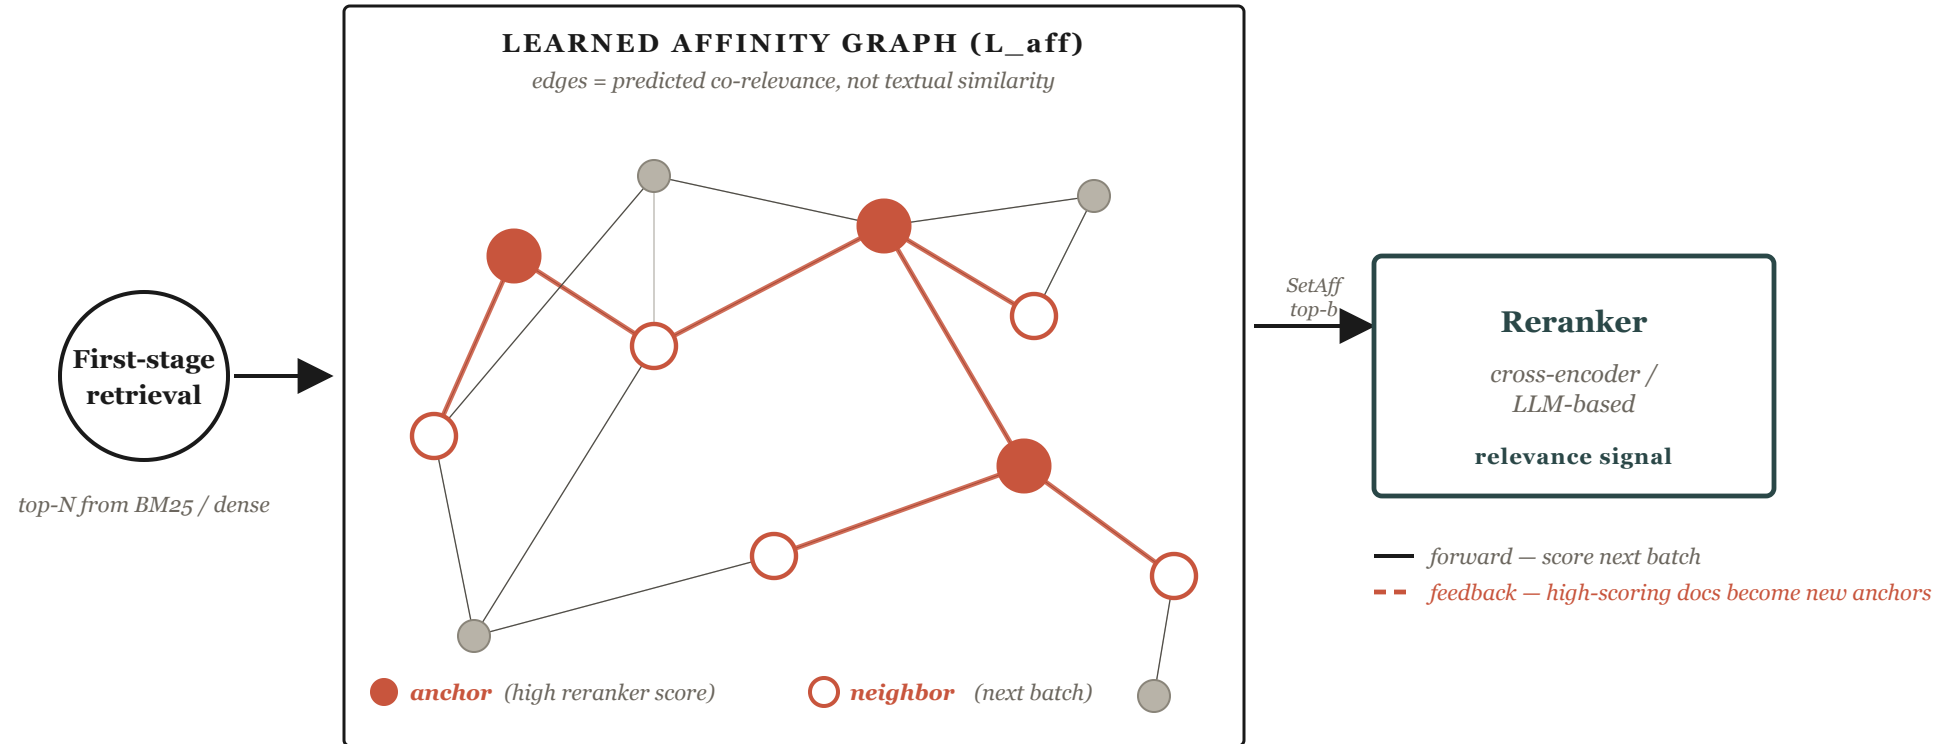 LEARNED AFFINITY GRAPH (L_aff)
edges = predicted co-relevance, not textual similarity
First-stage
retrieval
top-N from BM25 / dense
anchor (high reranker score)
neighbor (next batch)
SetAff
top-b
Reranker
cross-encoder /
LLM-based
relevance signal
forward — score next batch
feedback — high-scoring docs become new anchors